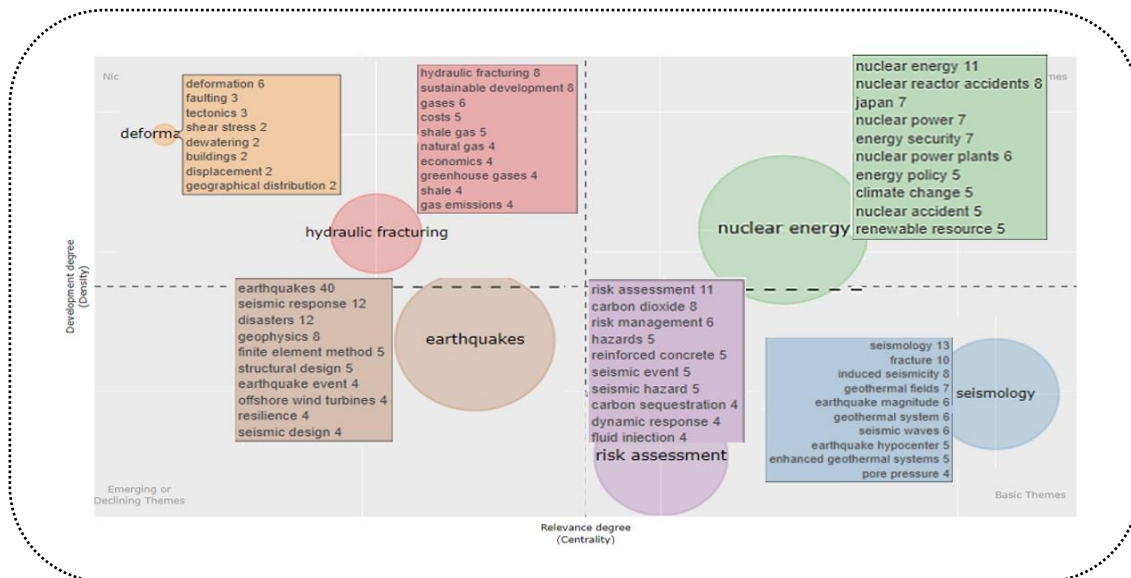 Nic
deformation 6
faulting 3
tectonics 3
shear stress 2
dewatering 2
buildings 2
displacement 2
geographical distribution 2
deforma
hydraulic fracturing 8
sustainable development 8
gases 6
costs 5
shale gas 5
natural gas 4
economics 4
greenhouse gases 4
shale 4
gas emissions 4
hydraulic fracturing
nuclear energy 11
nuclear reactor accidents 8
japan 7
nuclear power 7
energy security 7
nuclear power plants 6
energy policy 5
climate change 5
nuclear accident 5
renewable resource 5
mes
nuclear energy
Development degree
(Density)
earthquakes 40
seismic response 12
disasters 12
geophysics 8
finite element method 5
structural design 5
earthquake event 4
offshore wind turbines 4
resilience 4
seismic design 4
earthquakes
risk assessment 11
carbon dioxide 8
risk management 6
hazards 5
reinforced concrete 5
seismic event 5
seismic hazard 5
carbon sequestration 4
dynamic response 4
fluid injection 4
risk assessment
seismology 13
fracture 10
induced seismicity 8
geothermal fields 7
earthquake magnitude 6
geothermal system 6
seismic waves 6
earthquake hypocenter 5
enhanced geothermal systems 5
pore pressure 4
seismology
Emerging or
Declining Themes
Basic Themes
Relevance degree
(Centrality)